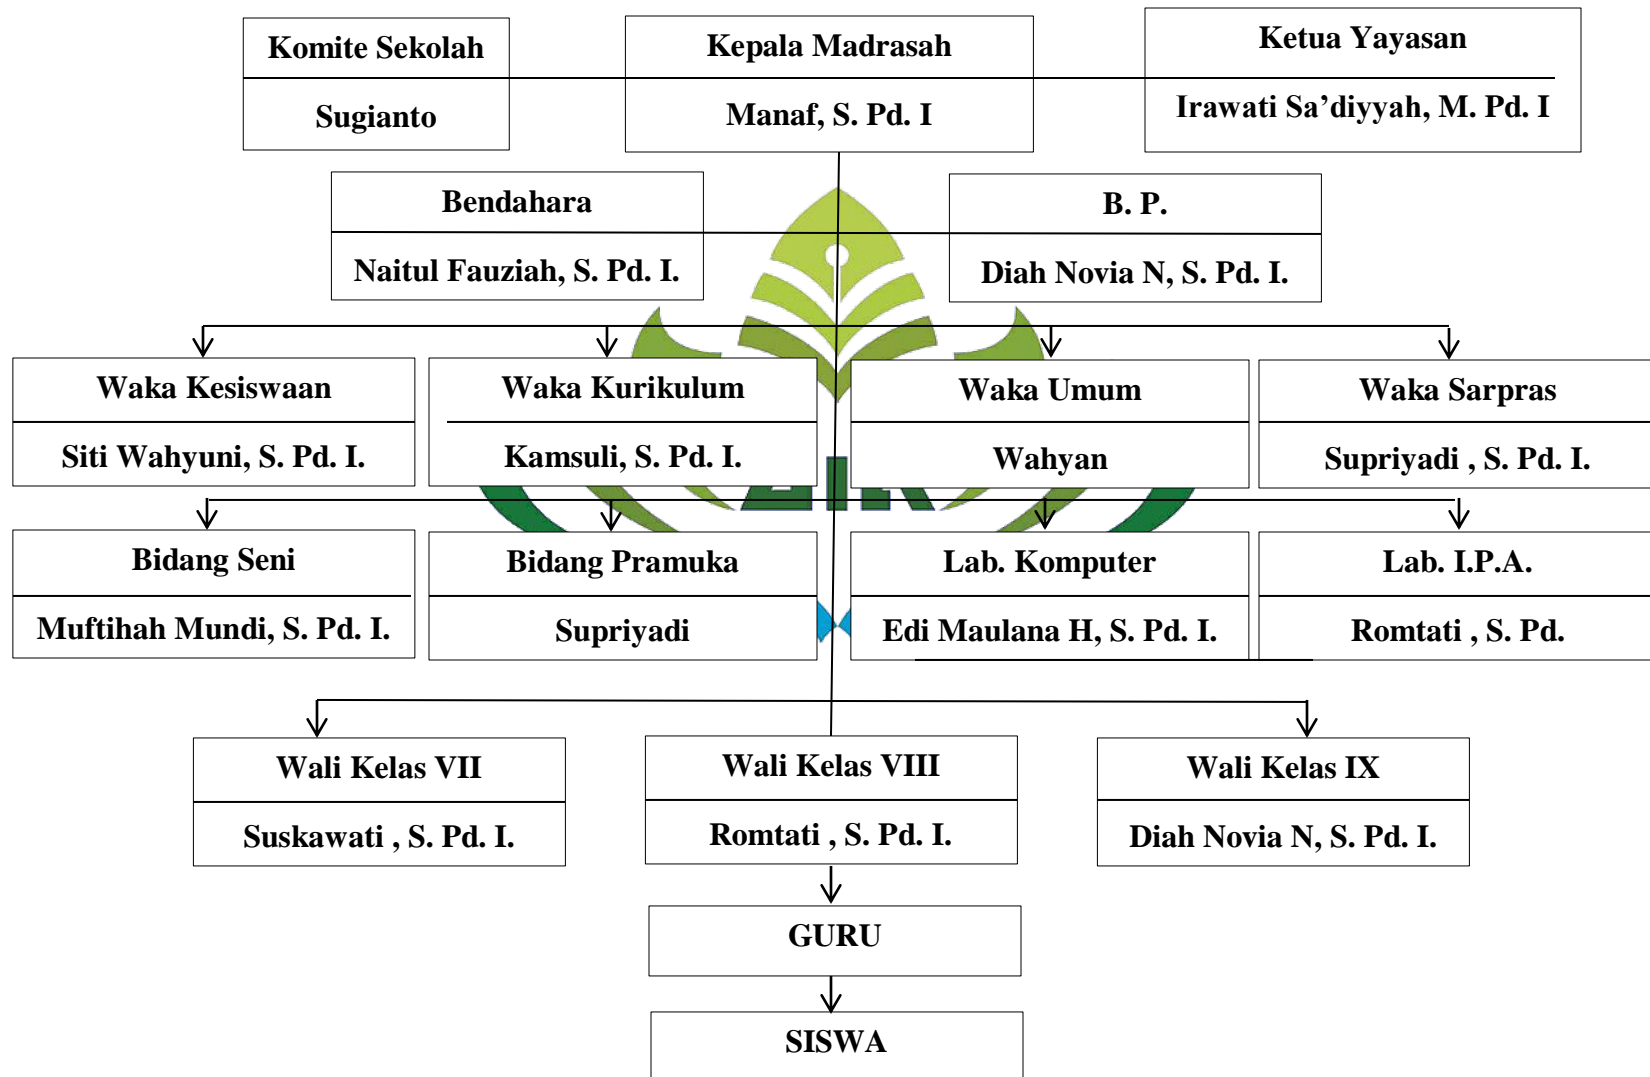 Komite Sekolah
Sugianto
Kepala Madrasah
Manaf, S. Pd. I
Ketua Yayasan
Irawati Sa’diyyah, M. Pd. I
Bendahara
Naitul Fauziah, S. Pd. I.
B. P.
Diah Novia N, S. Pd. I.
Waka Kesiswaan
Siti Wahyuni, S. Pd. I.
Waka Kurikulum
Kamsuli, S. Pd. I.
Waka Umum
Wahyan
Waka Sarpras
Supriyadi , S. Pd. I.
Bidang Seni
Muftihah Mundi, S. Pd. I.
Bidang Pramuka
Supriyadi
Lab. Komputer
Edi Maulana H, S. Pd. I.
Lab. I.P.A.
Romtati , S. Pd.
Wali Kelas VII
Suskawati , S. Pd. I.
Wali Kelas VIII
Romtati , S. Pd. I.
Wali Kelas IX
Diah Novia N, S. Pd. I.
GURU
SISWA